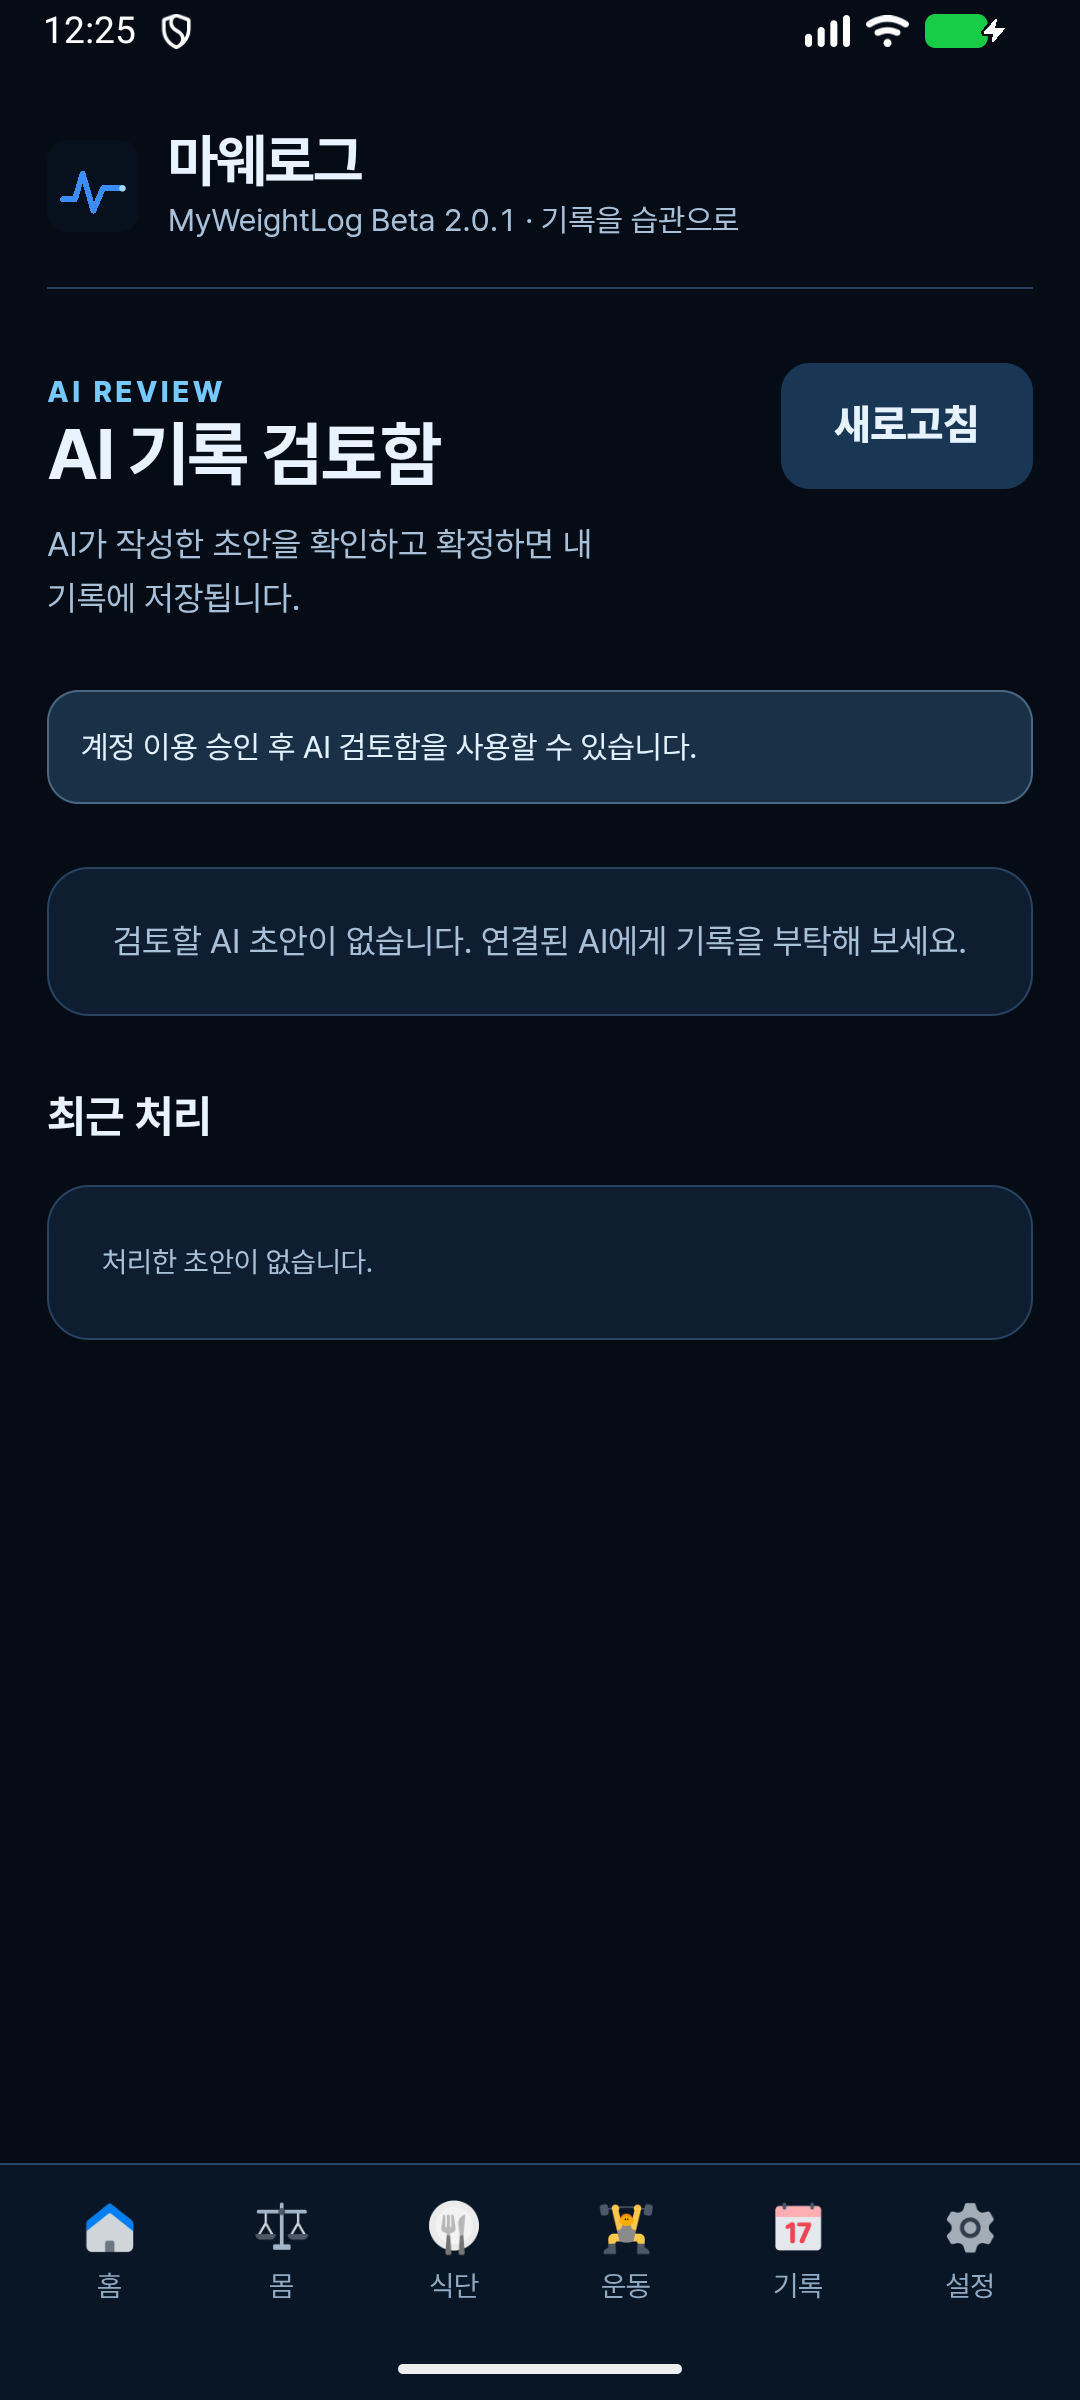 12:25
마웨로그
MyWeightLog Beta 2.0.1 · 기록을 습관으로
AI REVIEW
AI 기록 검토함
새로고침
AI가 작성한 초안을 확인하고 확정하면 내
기록에 저장됩니다.
계정 이용 승인 후 AI 검토함을 사용할 수 있습니다.
검토할 AI 초안이 없습니다. 연결된 AI에게 기록을 부탁해 보세요.
최근 처리
처리한 초안이 없습니다.
17
홈
몸
식단
운동
기록
설정